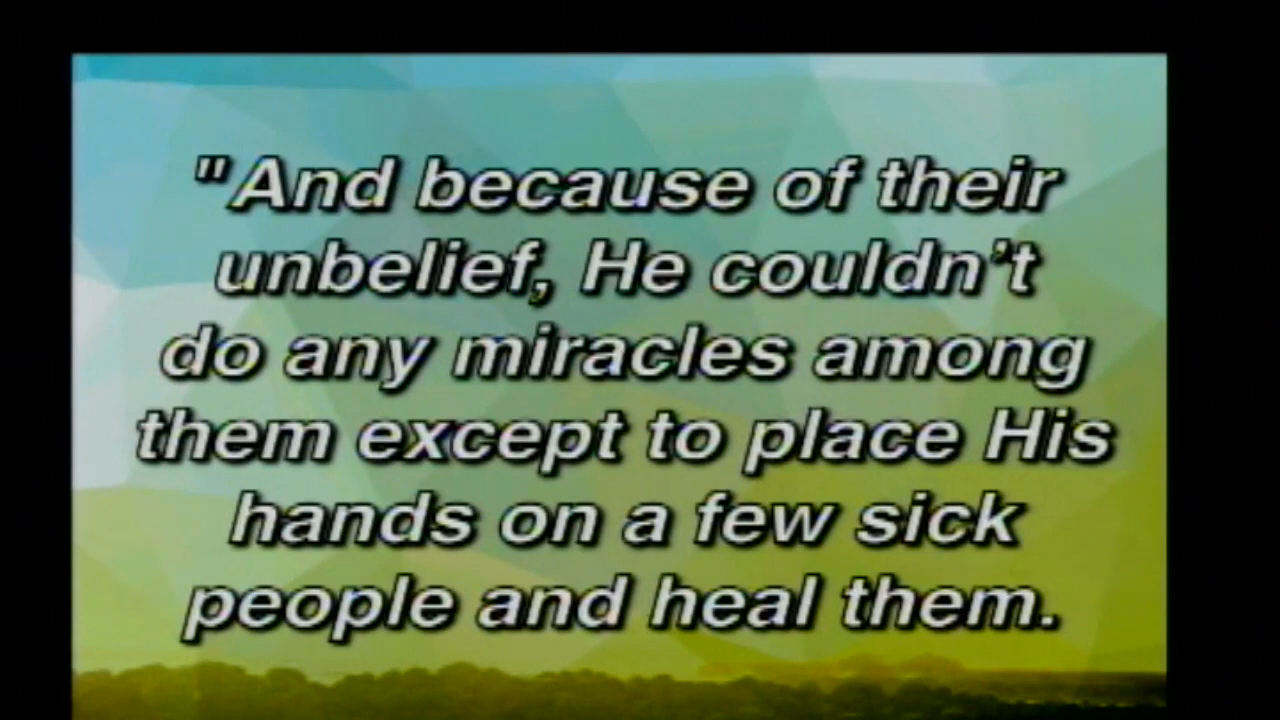 "And because of their
unbelief, He couldn't
do any miracles among
them except to place His
hands on a few sick
people and heal them.